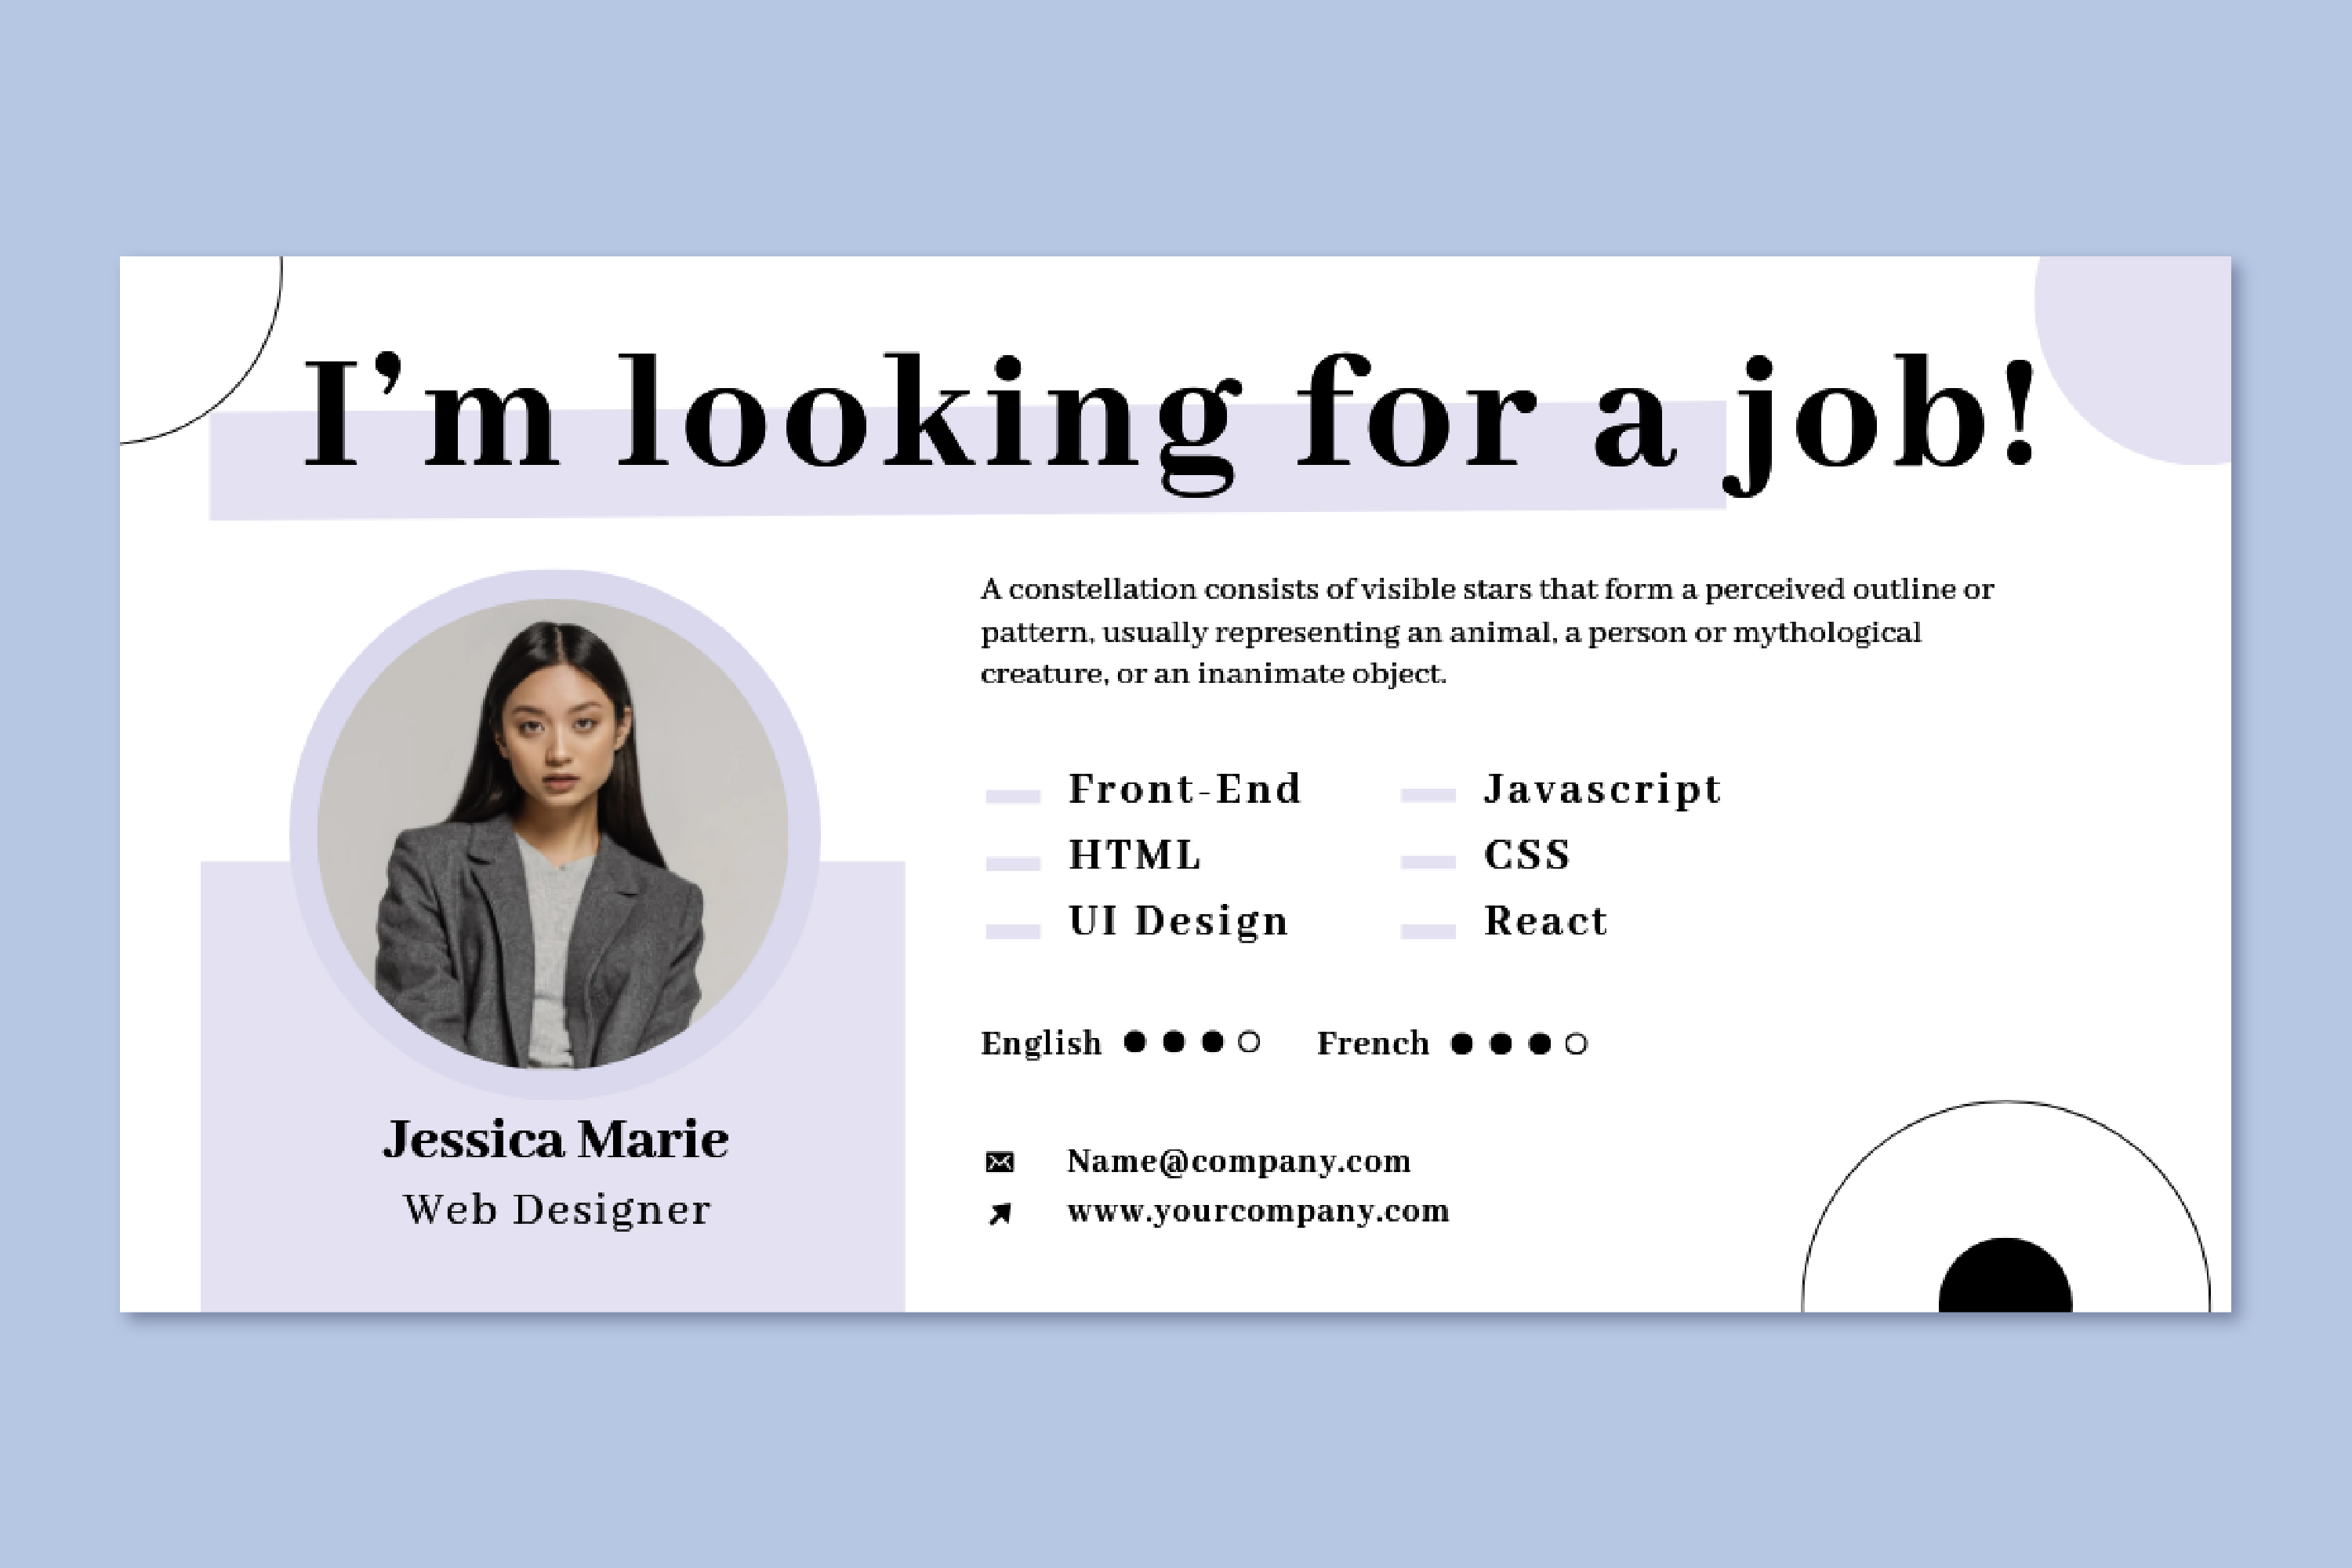 I’m looking for a job!
A constellation consists of visible stars that form a perceived outline or
pattern, usually representing an animal, a person or mythological
creature, or an inanimate object.
Front-End
Javascript
HTML
CSS
UI Design
React
English
French
Name@company.com
www.yourcompany.com
Jessica Marie
Web Designer